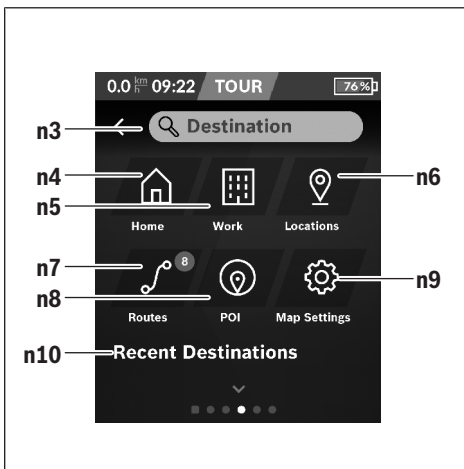 0.0 km/h 09:22 TOUR 76%
n3 Destination
n4 n6
n5
Home Work Locations
n7 8
n8 n9
Routes POI Map Settings
n10 Recent Destinations